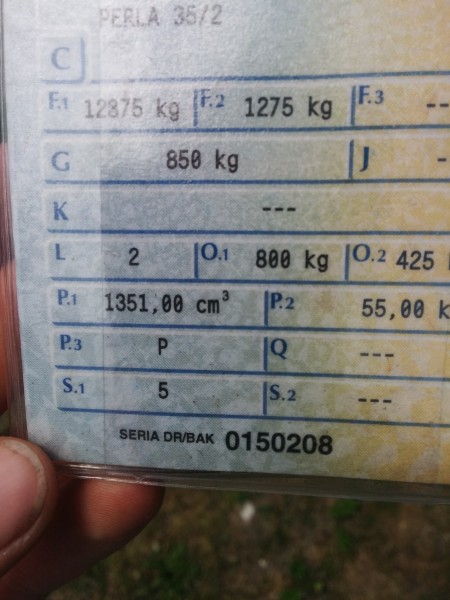 PERLA 35/2
C
F.1 12875 kg F.2 1275 kg F.3 --
G 850 kg J -
K ---
L 2 O.1 800 kg O.2 425
P.1 1351,00 cm³ P.2 55,00 k
P.3 P Q ---
S.1 5 S.2 ---
SERIA DR/BAK 0150208